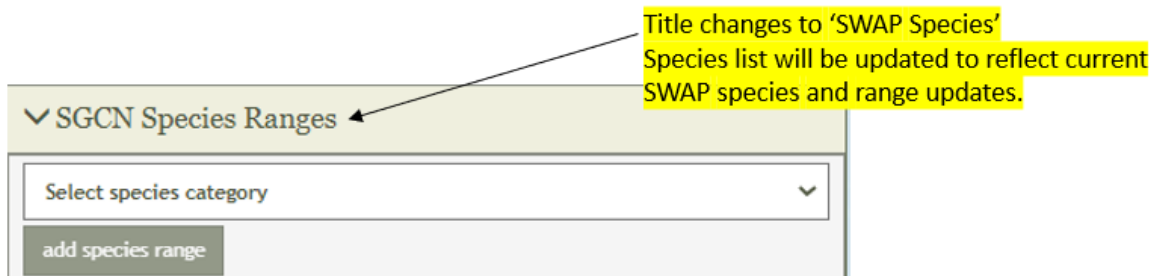 Title changes to ‘SWAP Species’
Species list will be updated to reflect current
SWAP species and range updates.
SGCN Species Ranges
Select species category
add species range